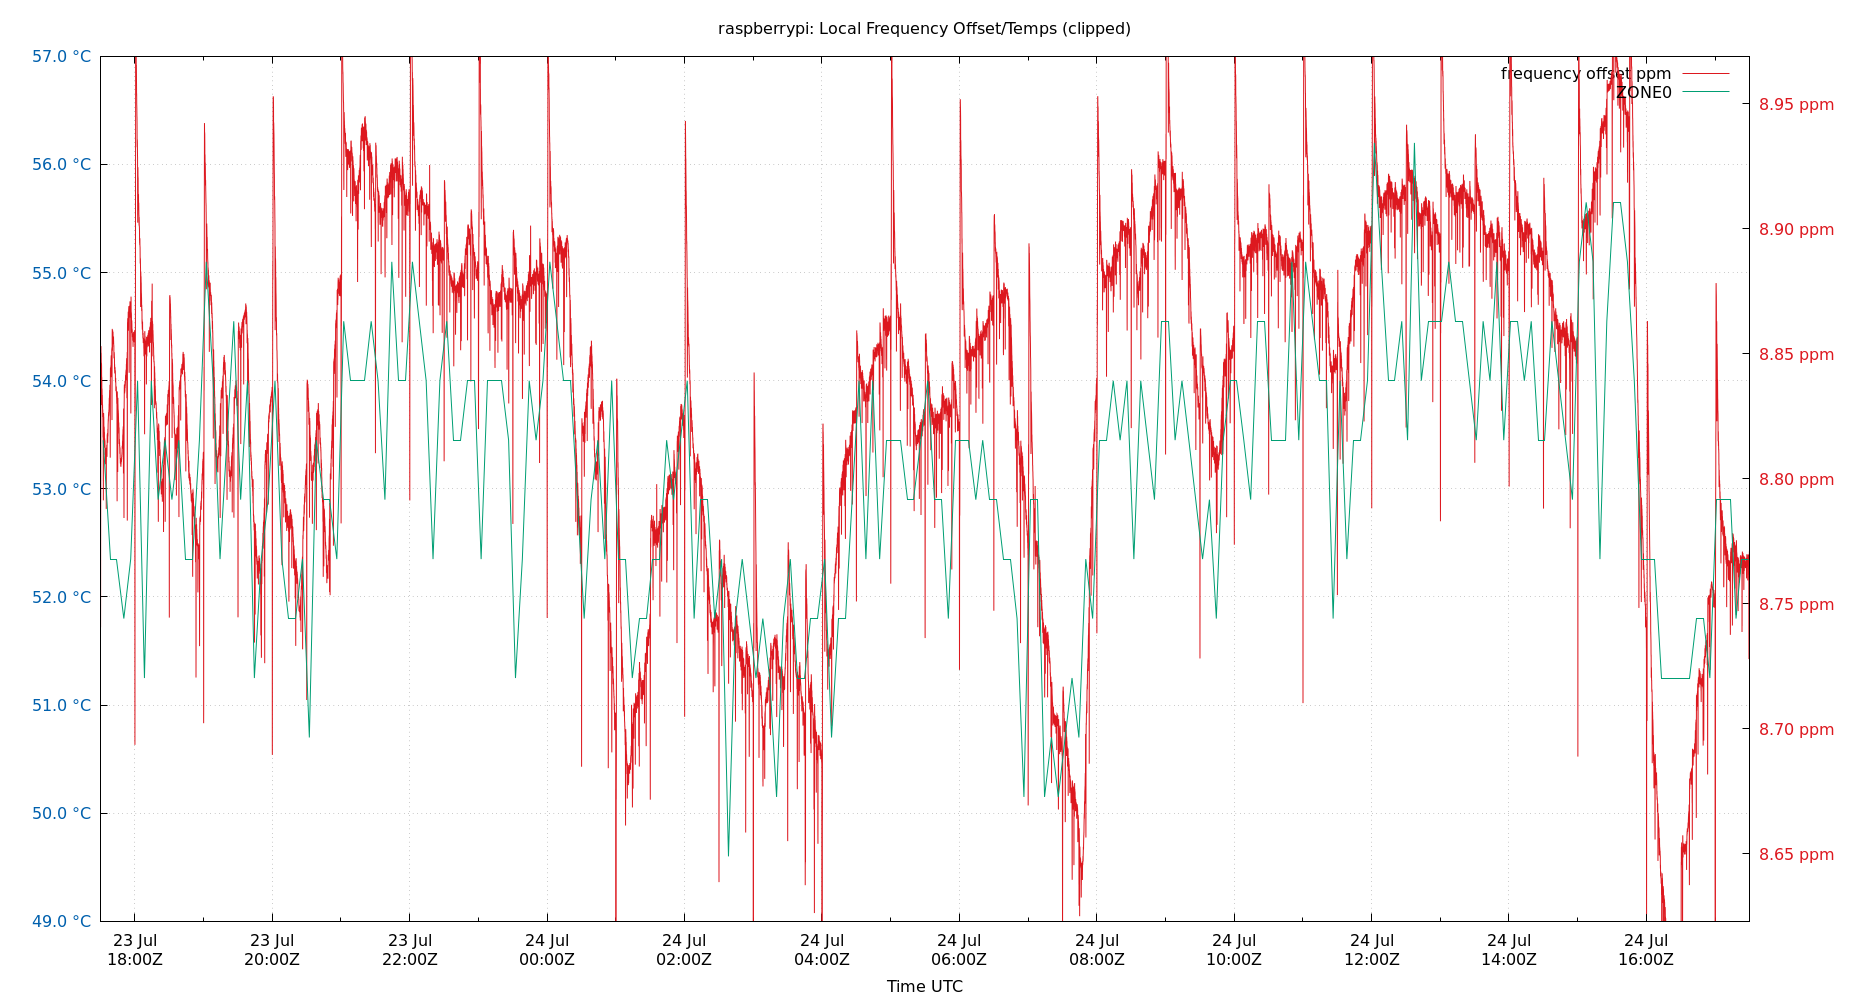 raspberrypi: Local Frequency Offset/Temps (clipped)
57.0 °C
56.0 °C
55.0 °C
54.0 °C
53.0 °C
52.0 °C
51.0 °C
50.0 °C
49.0 °C
frequency offset ppm
ZONE0
8.95 ppm
8.90 ppm
8.85 ppm
8.80 ppm
8.75 ppm
8.70 ppm
8.65 ppm
23 Jul 23 Jul 23 Jul 24 Jul 24 Jul 24 Jul 24 Jul 24 Jul 24 Jul 24 Jul 24 Jul 24 Jul
18:00Z 20:00Z 22:00Z 00:00Z 02:00Z 04:00Z 06:00Z 08:00Z 10:00Z 12:00Z 14:00Z 16:00Z
Time UTC